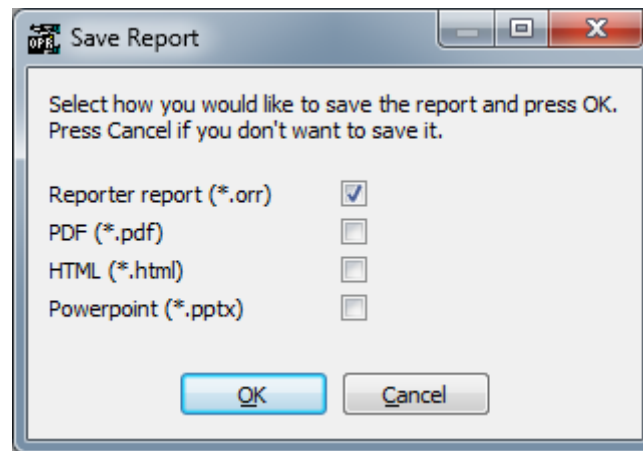 Save Report
Select how you would like to save the report and press OK.
Press Cancel if you don't want to save it.
Reporter report (*.orr)
PDF (*.pdf)
HTML (*.html)
Powerpoint (*.pptx)
OK
Cancel